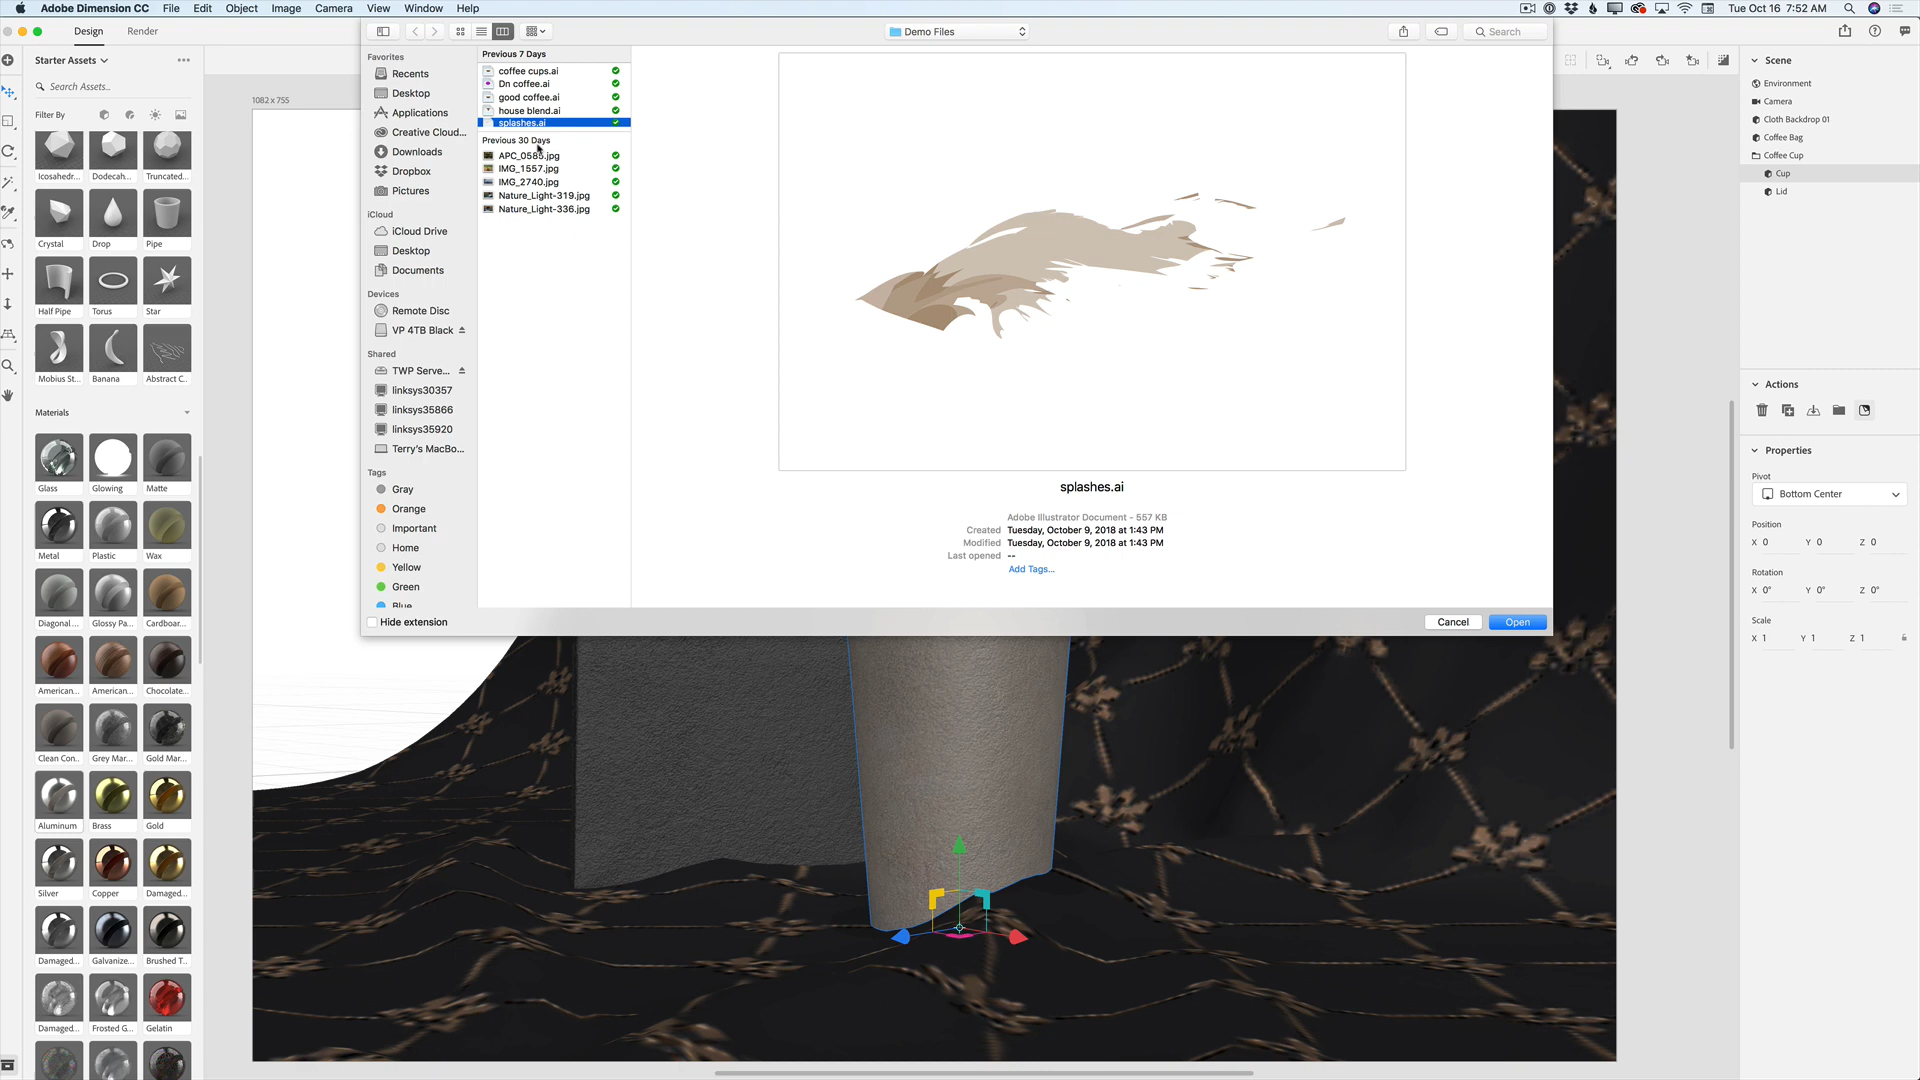 Adobe Dimension CC File Edit Object Image Camera View Window Help
Tue Oct 16 7:52 AM
Design Render
Demo Files
Search
Starter Assets
Search Assets...
Filter By
Icosahedr... Dodecah... Truncated...
Crystal Drop Pipe
Half Pipe Torus Star
Mobius St... Banana Abstract C...
Materials
Glass Glowing Matte
Metal Plastic Wax
Diagonal... Glossy Pa... Cardboar...
American... American... Chocolate...
Clean Con... Grey Mar... Gold Mar...
Aluminum Brass Gold
Silver Copper Damaged...
Damaged... Galvanize... Brushed T...
Damaged... Frosted G... Gelatin
1082 x 755
Favorites
Recents
Desktop
Applications
Creative Cloud...
Downloads
Dropbox
Pictures
iCloud
iCloud Drive
Desktop
Documents
Devices
Remote Disc
VP 4TB Black
Shared
TWP Serve...
linksys30357
linksys35866
linksys35920
Terry's MacBo...
Tags
Gray
Orange
Important
Home
Yellow
Green
Blue
Hide extension
Previous 7 Days
coffee cups.ai
Dn coffee.ai
good coffee.ai
house blend.ai
splashes.ai
Previous 30 Days
APC_0585.jpg
IMG_1557.jpg
IMG_2740.jpg
Nature_Light-319.jpg
Nature_Light-336.jpg
splashes.ai
Adobe Illustrator Document - 557 KB
Created Tuesday, October 9, 2018 at 1:43 PM
Modified Tuesday, October 9, 2018 at 1:43 PM
Last opened --
Add Tags...
Cancel Open
Scene
Environment
Camera
Cloth Backdrop 01
Coffee Bag
Coffee Cup
Cup
Lid
Actions
Properties
Pivot
Bottom Center
Position
X 0 Y 0 Z 0
Rotation
X 0° Y 0° Z 0°
Scale
X 1 Y 1 Z 1